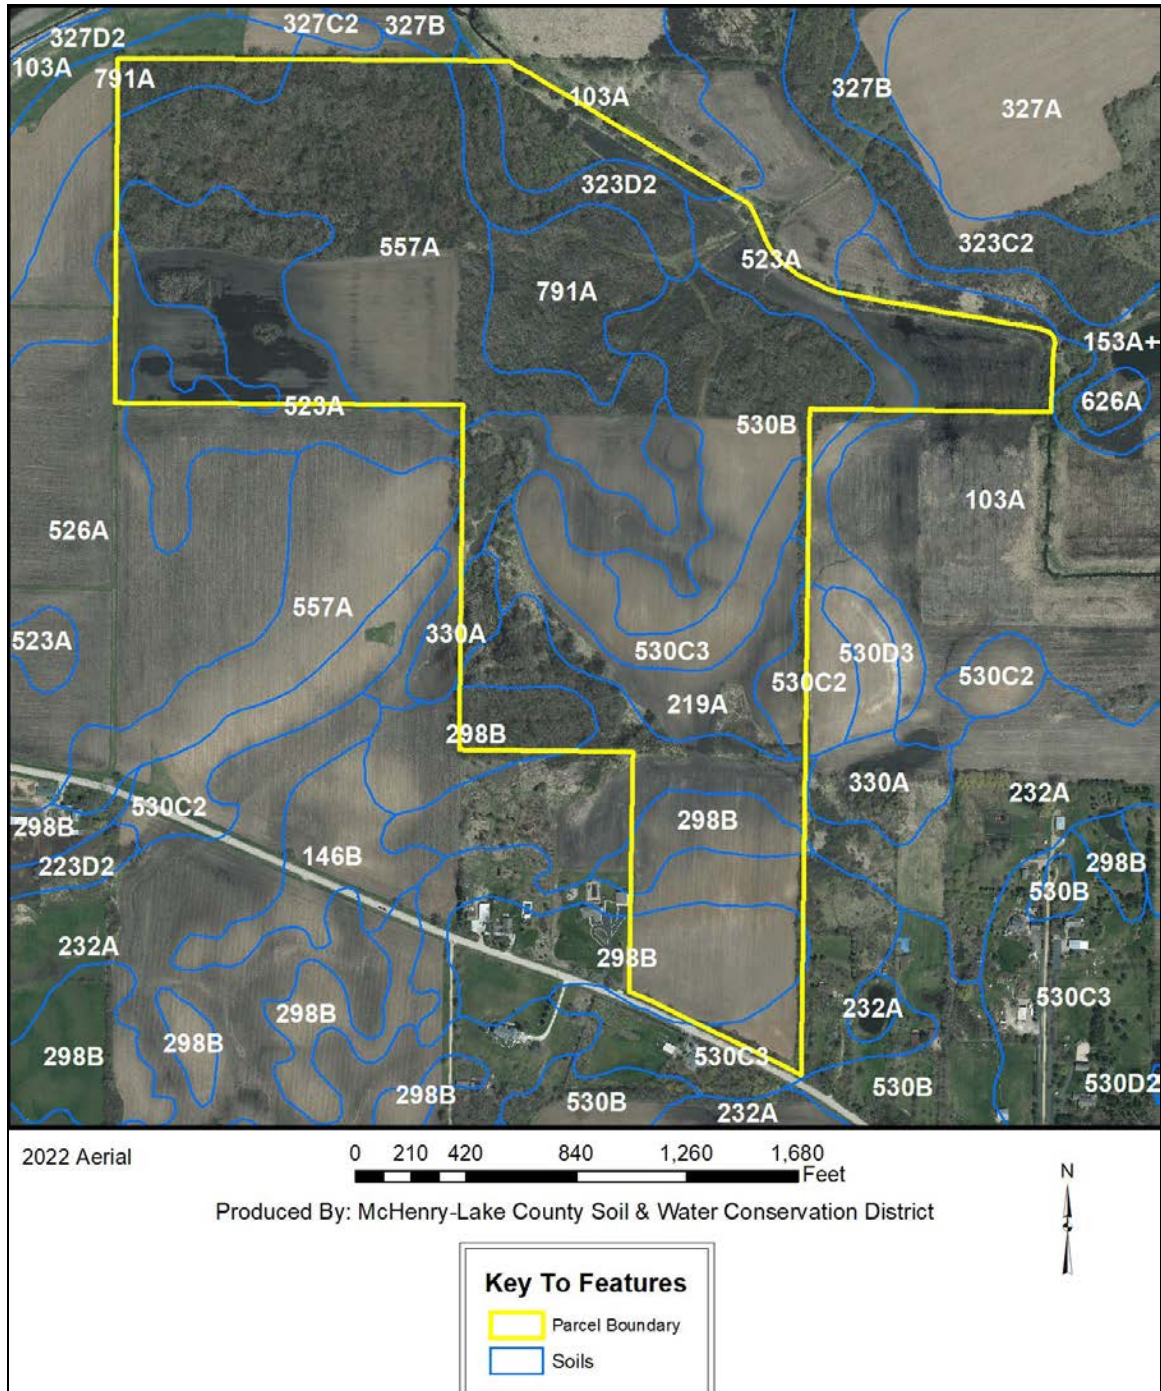 327C2 327B
327D2
103A
791A
103A
327B
327A
323D2
323C2
557A
523A
791A
153A+
626A
523A
530B
526A
103A
557A
330A
523A
530C3
530D3
530C2
530C2
219A
298B
330A
232A
530C2
298B
298B
298B
146B
223D2
530B
232A
298B
232A
530C3
298B
298B
298B
530C3
298B
530B
530B
530D2
232A
2022 Aerial
0 210 420 840 1,260 1,680
Feet
N
Produced By: McHenry-Lake County Soil & Water Conservation District
Key To Features
Parcel Boundary
Soils